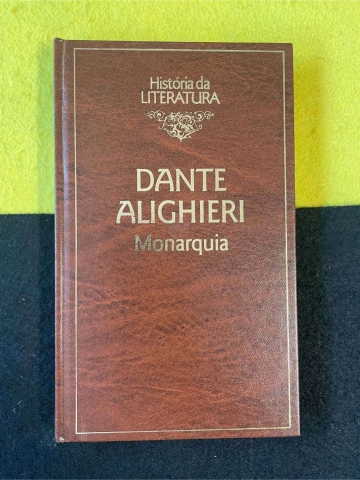 História da
LITERATURA
DANTE
ALIGHIERI
Monarquia